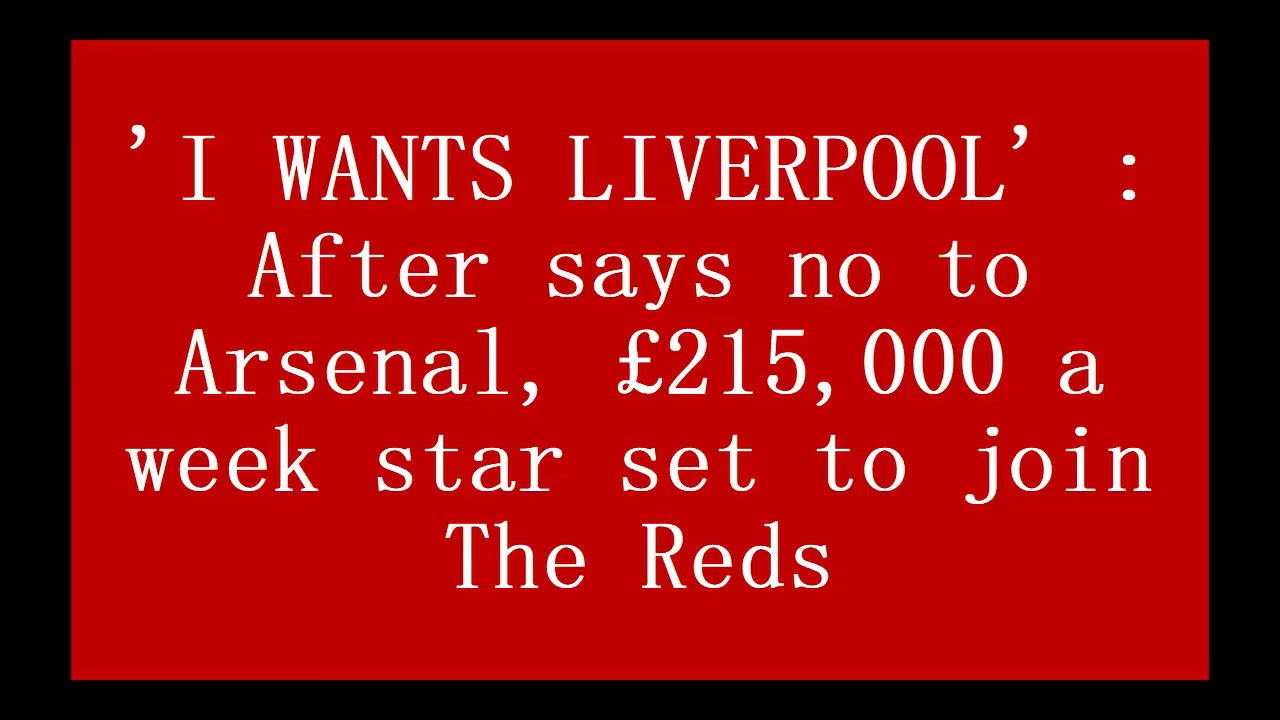 'I WANTS LIVERPOOL' :
After says no to
Arsenal, £215,000 a
week star set to join
The Reds